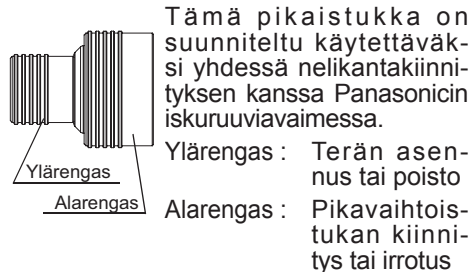 Tämä pikaistukka on
suunniteltu käytettäväk-
si yhdessä nelikantakiinni-
tyksen kanssa Panasonicin
iskuruuviavaimessa.
Ylärengas : Terän asen-
nus tai poisto
Alarengas : Pikavaihtois-
tukan kiinni-
tys tai irrotus
Ylärengas
Alarengas